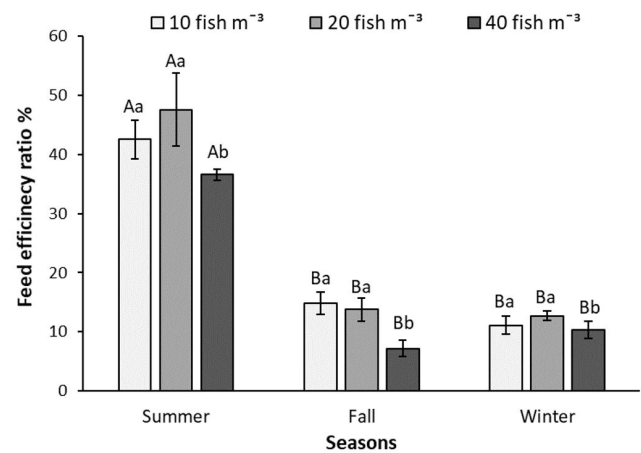 10 fish m⁻³ 20 fish m⁻³ 40 fish m⁻³
Feed efficinecy ratio %
60
50
40
30
20
10
0
Aa Aa Ab
Ba Ba Bb
Ba Ba Bb
Summer Fall Winter
Seasons